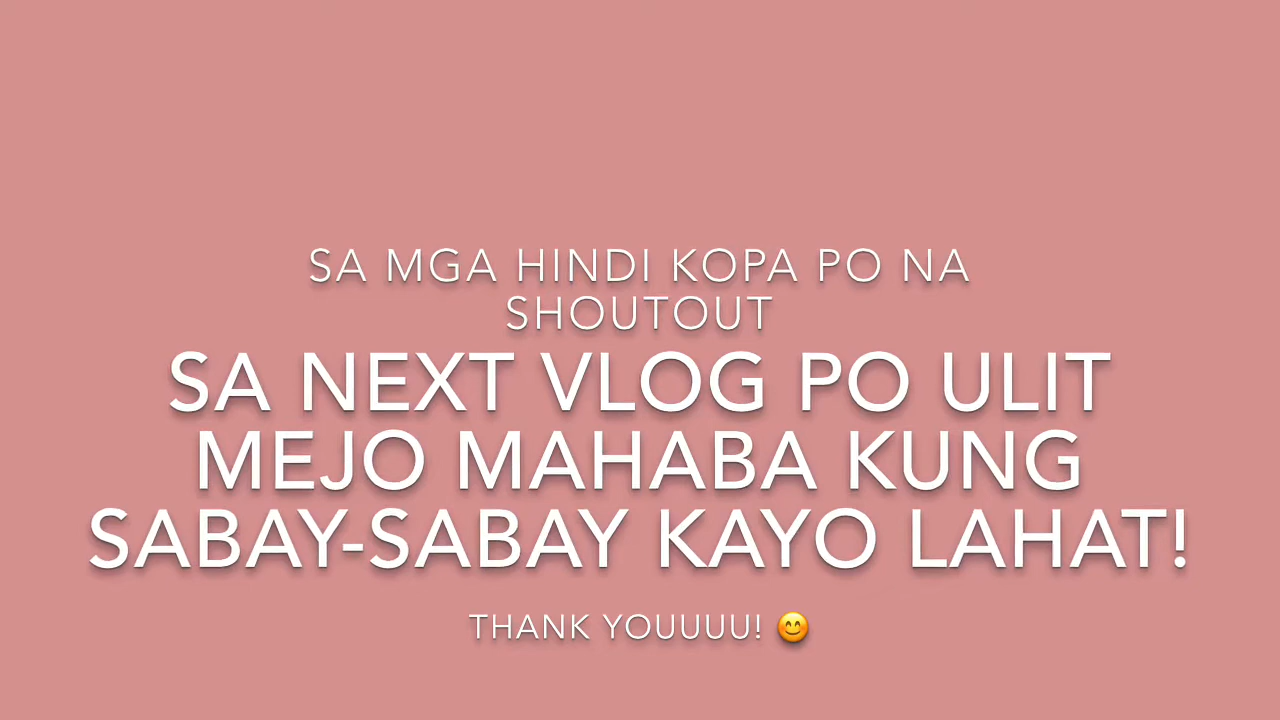 SA MGA HINDI KOPA PO NA
SHOUTOUT
SA NEXT VLOG PO ULIT
MEJO MAHABA KUNG
SABAY-SABAY KAYO LAHAT!
THANK YOUUUU! 😊